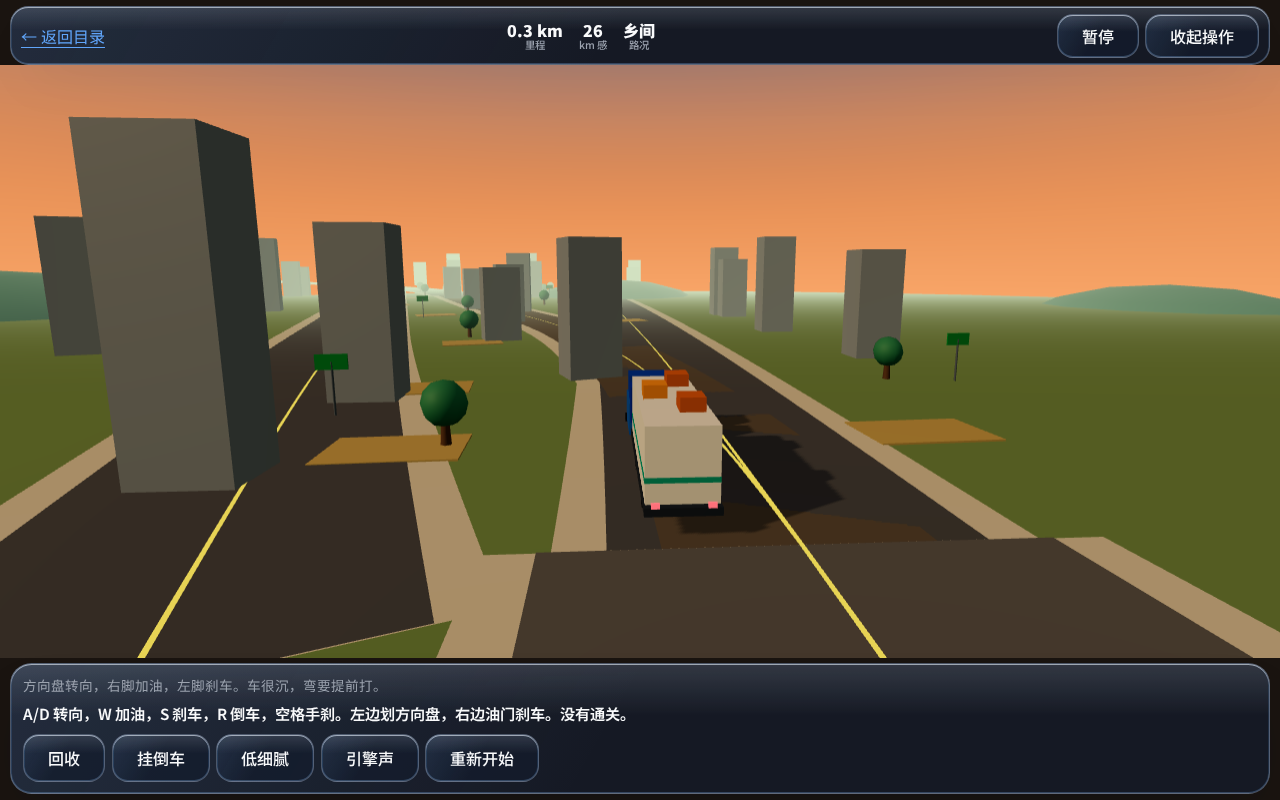 ← 返回目录
0.3 km 26 乡间
里程 km 感 路况
暂停 收起操作
方向盘转向，右脚加油，左脚刹车。车很沉，弯要提前打。
A/D 转向，W 加油，S 刹车，R 倒车，空格手刹。左边划方向盘，右边油门刹车。没有通关。
回收 挂倒车 低细腻 引擎声 重新开始